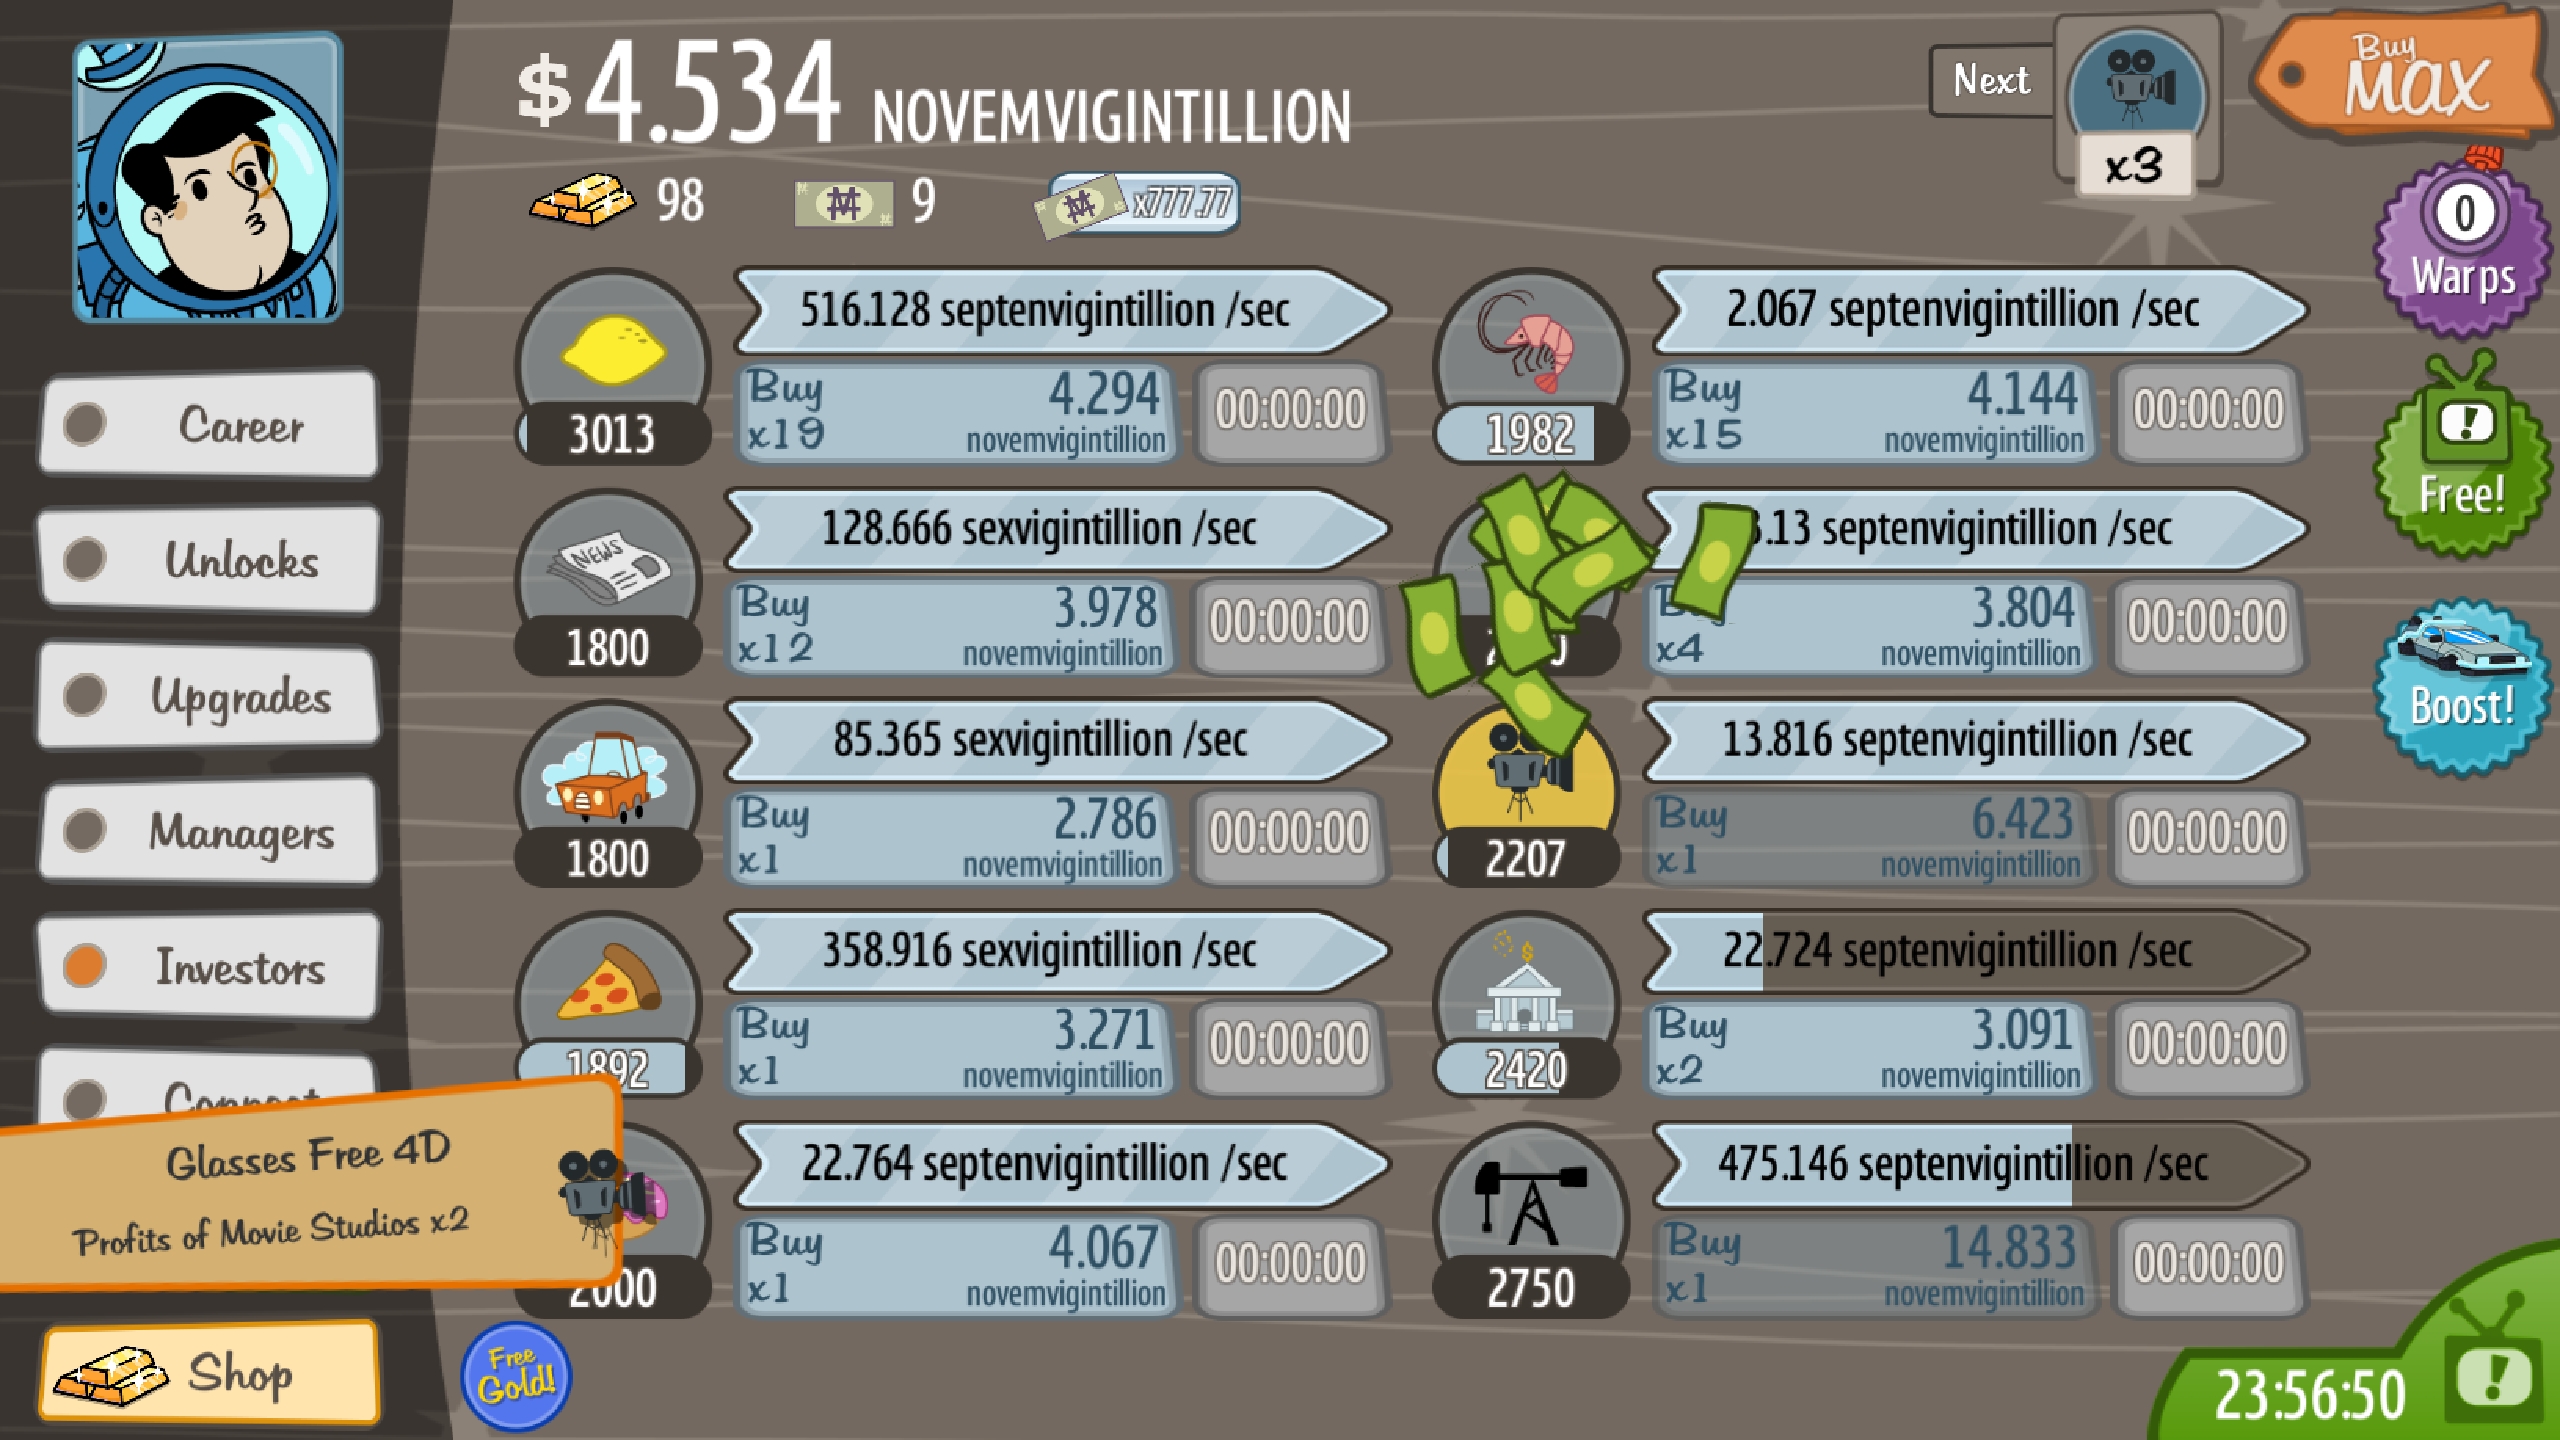 $4.534 NOVEMVIGINTILLION
Next
x3
Buy
MAX
98
9
x777.77
0
Warps
Free!
Boost!
Career
Unlocks
Upgrades
Managers
Investors
Connect
Glasses Free 4D
Profits of Movie Studios x2
Shop
Free
Gold!
NEWS
516.128 septenvigintillion /sec
3013
Buy
x19
4.294
novemvigintillion
00:00:00
128.666 sexvigintillion /sec
1800
Buy
x12
3.978
novemvigintillion
00:00:00
85.365 sexvigintillion /sec
1800
Buy
x1
2.786
novemvigintillion
00:00:00
358.916 sexvigintillion /sec
1892
Buy
x1
3.271
novemvigintillion
00:00:00
22.764 septenvigintillion /sec
2000
Buy
x1
4.067
novemvigintillion
00:00:00
2.067 septenvigintillion /sec
1982
Buy
x15
4.144
novemvigintillion
00:00:00
septenvigintillion /sec
x4
3.804
novemvigintillion
00:00:00
13.816 septenvigintillion /sec
2207
Buy
x1
6.423
novemvigintillion
00:00:00
22.724 septenvigintillion /sec
2420
Buy
x2
3.091
novemvigintillion
00:00:00
475.146 septenvigintillion /sec
2750
Buy
x1
14.833
novemvigintillion
00:00:00
23:56:50